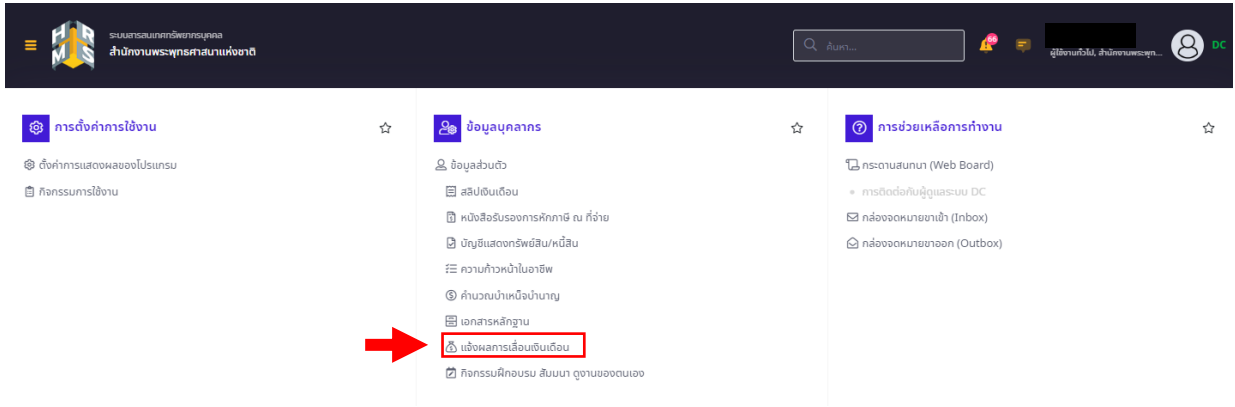 HR
MS
ระบบสารสนเทศทรัพยากรบุคคล
สำนักงานพระพุทธศาสนาแห่งชาติ
ค้นหา...
66
ผู้ใช้งานทั่วไป, สำนักงานพระพุท...
DC
การตั้งค่าการใช้งาน
ตั้งค่าการแสดงผลของโปรแกรม
กิจกรรมการใช้งาน
ข้อมูลบุคลากร
ข้อมูลส่วนตัว
สลิปเงินเดือน
หนังสือรับรองการหักภาษี ณ ที่จ่าย
บัญชีแสดงทรัพย์สิน/หนี้สิน
ความก้าวหน้าในอาชีพ
คำนวณบำเหน็จบำนาญ
เอกสารหลักฐาน
แจ้งผลการเลื่อนเงินเดือน
กิจกรรมฝึกอบรม สัมมนา ดูงานของตนเอง
การช่วยเหลือการทำงาน
กระดานสนทนา (Web Board)
การติดต่อกับผู้ดูแลระบบ DC
กล่องจดหมายขาเข้า (Inbox)
กล่องจดหมายขาออก (Outbox)